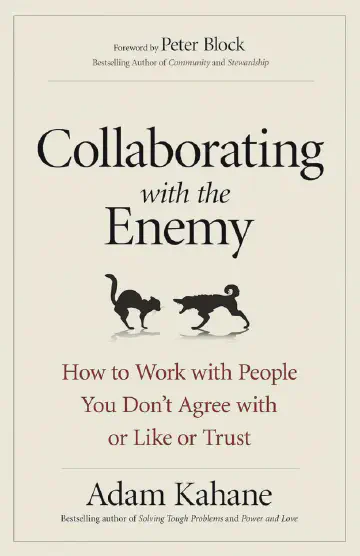 Foreword by Peter Block
Bestselling Author of Community and Stewardship
Collaborating
with the
Enemy
How to Work with People
You Don't Agree with
or Like or Trust
Adam Kahane
Bestselling author of Solving Tough Problems and Power and Love